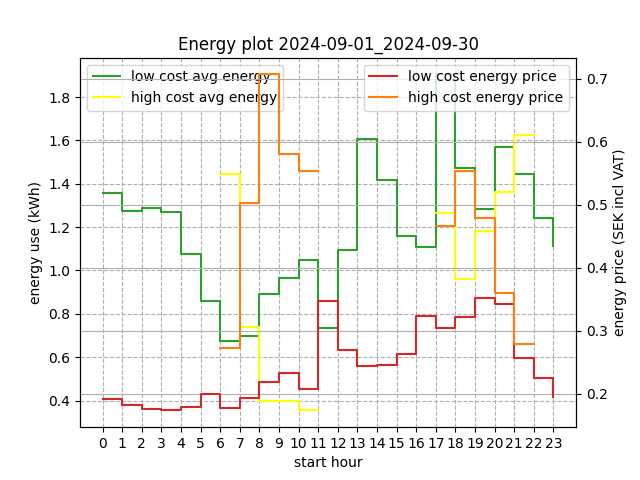 Energy plot 2024-09-01_2024-09-30
low cost avg energy
high cost avg energy
low cost energy price
high cost energy price
energy use (kWh)
1.8
1.6
1.4
1.2
1.0
0.8
0.6
0.4
0.7
0.6
0.5
0.4
0.3
0.2
energy price (SEK incl VAT)
0 1 2 3 4 5 6 7 8 9 10 11 12 13 14 15 16 17 18 19 20 21 22 23
start hour